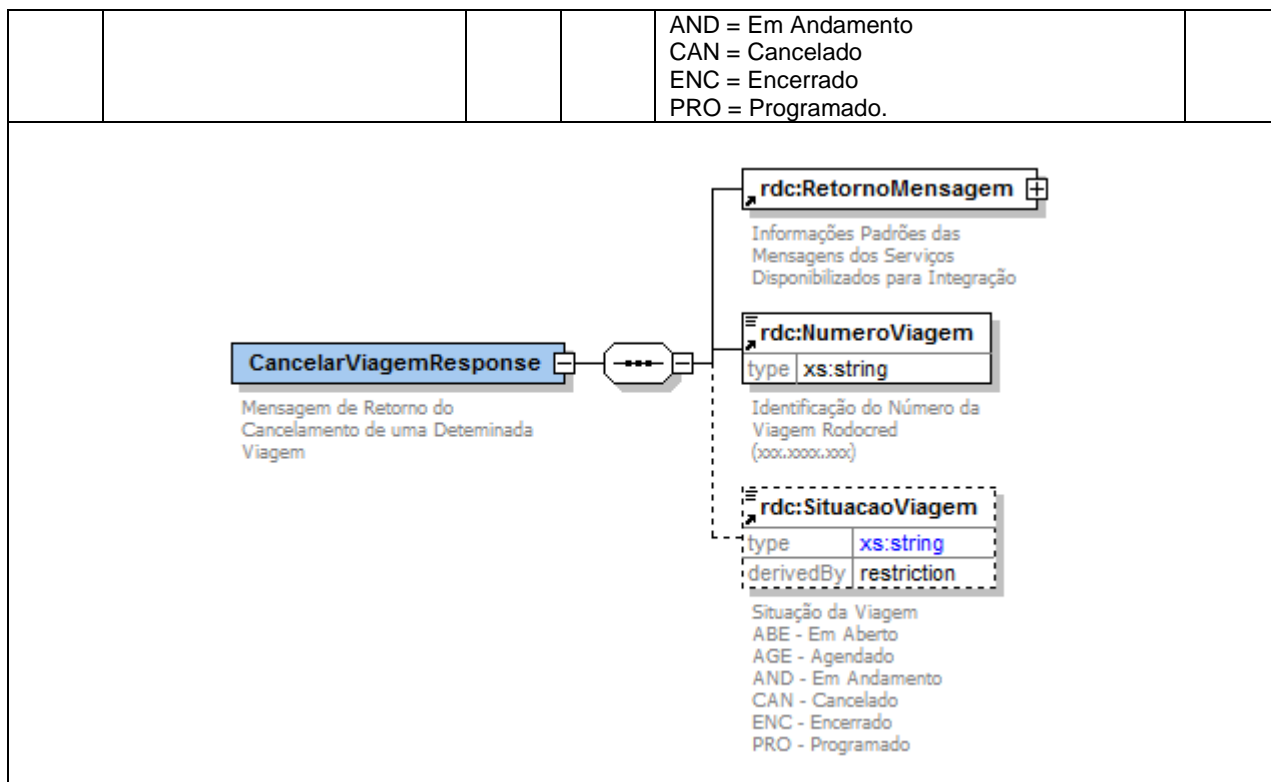 AND = Em Andamento
CAN = Cancelado
ENC = Encerrado
PRO = Programado.
rdc:RetornoMensagem
Informações Padrões das
Mensagens dos Serviços
Disponibilizados para Integração
rdc:NumeroViagem
type xs:string
Identificação do Número da
Viagem Rodocred
(xxx.xxxx.xxx)
CancelarViagemResponse
Mensagem de Retorno do
Cancelamento de uma Deteminada
Viagem
rdc:SituacaoViagem
type xs:string
derivedBy restriction
Situação da Viagem
ABE - Em Aberto
AGE - Agendado
AND - Em Andamento
CAN - Cancelado
ENC - Encerrado
PRO - Programado